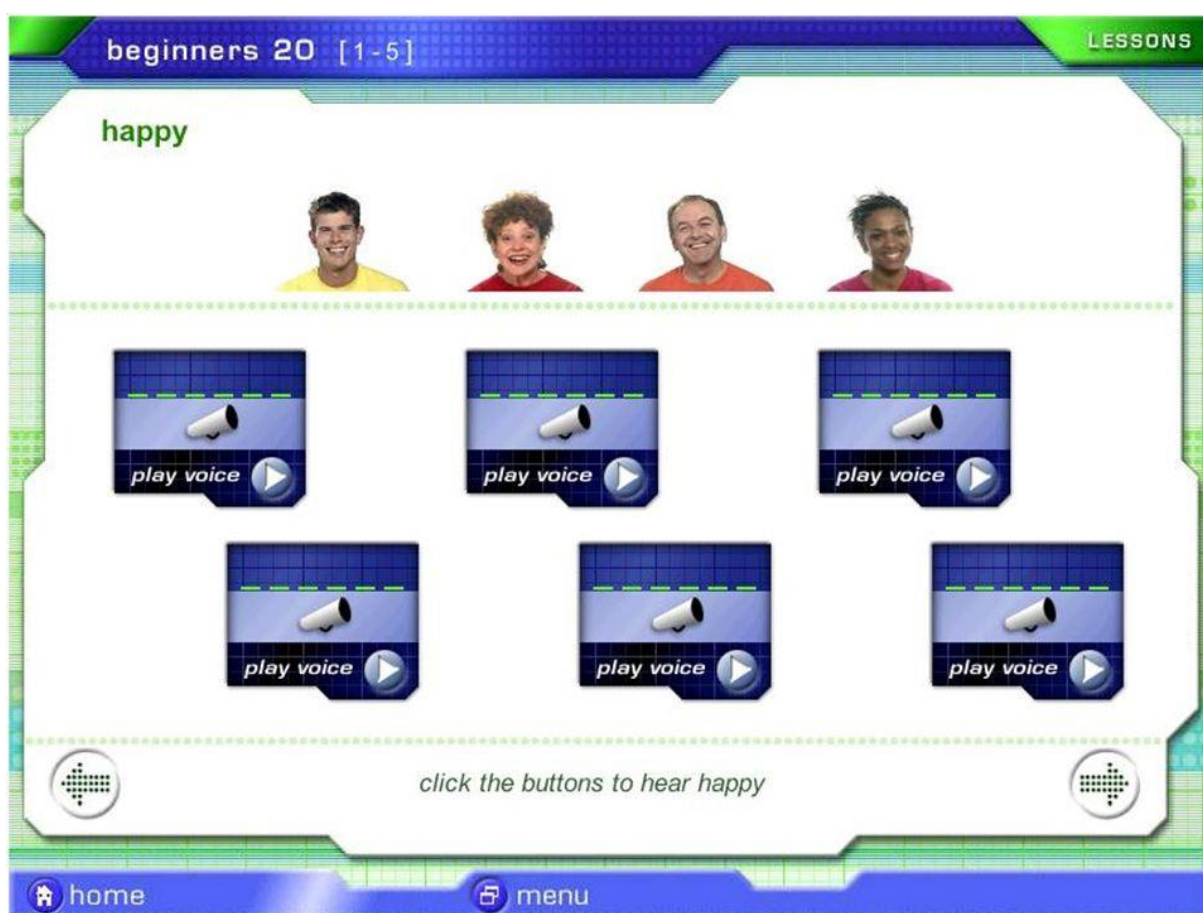 beginners 20 [1-5]
LESSONS
happy
play voice
play voice
play voice
play voice
play voice
play voice
click the buttons to hear happy
home
menu